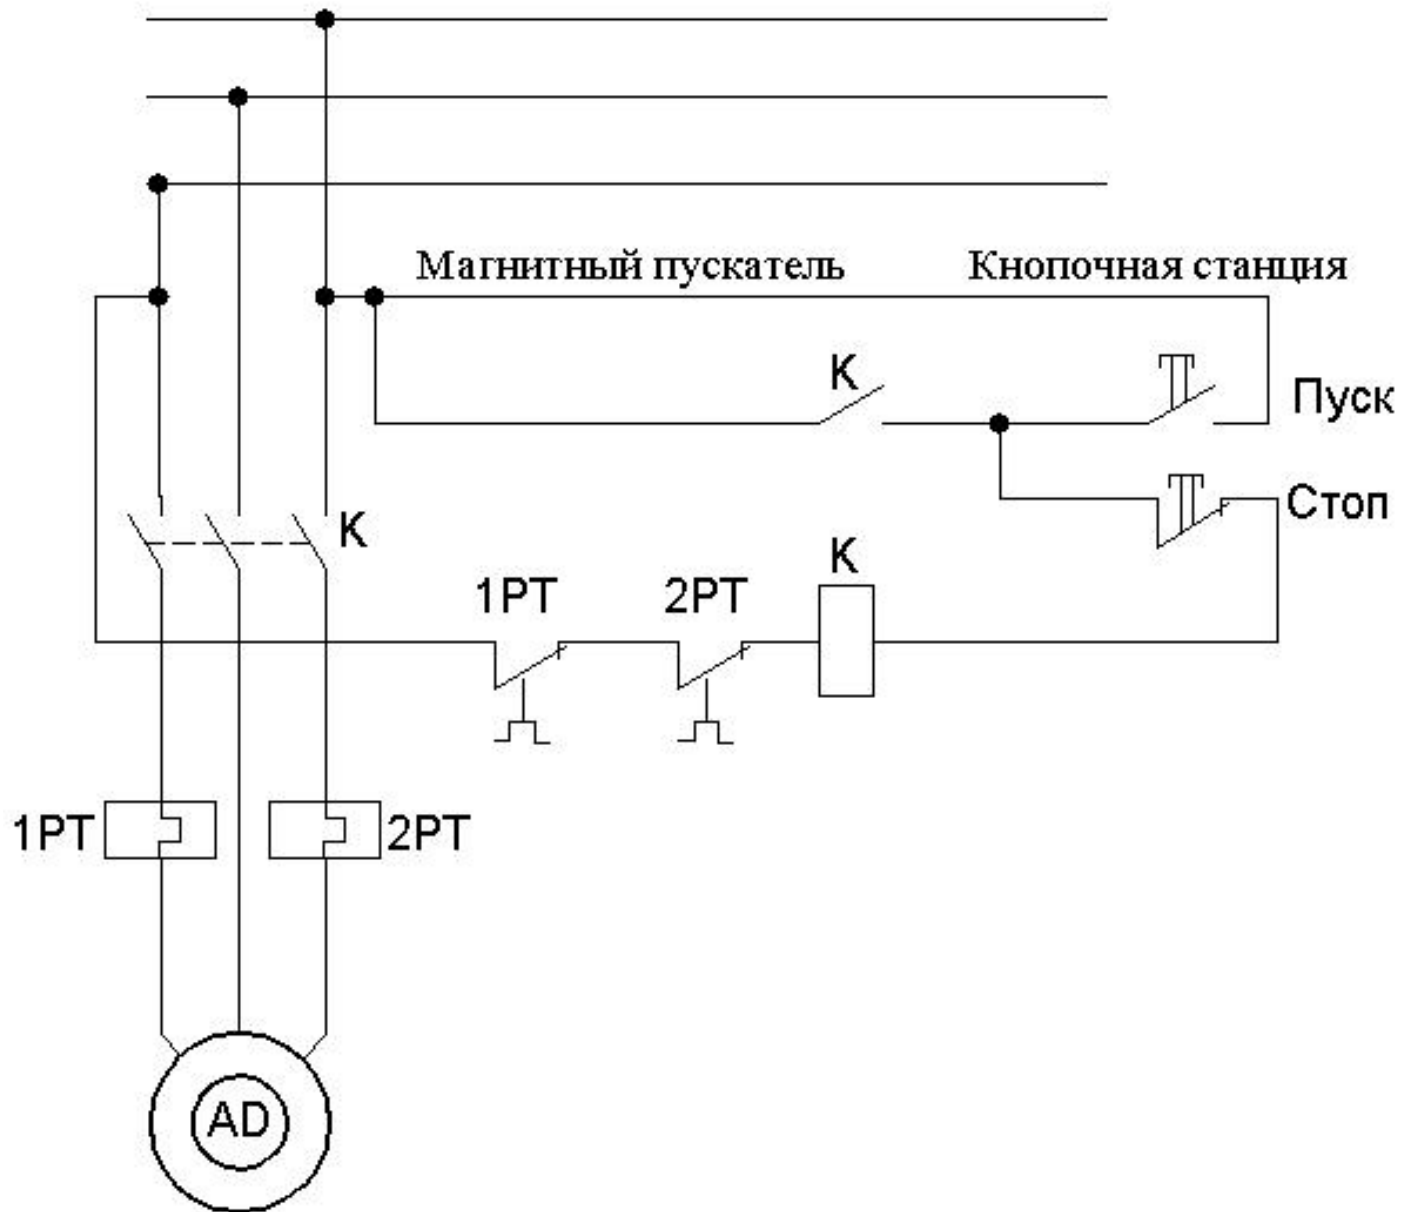 Магнитный пускатель
Кнопочная станция
К
Пуск
Стоп
К
К
1РТ
2РТ
1РТ
2РТ
AD